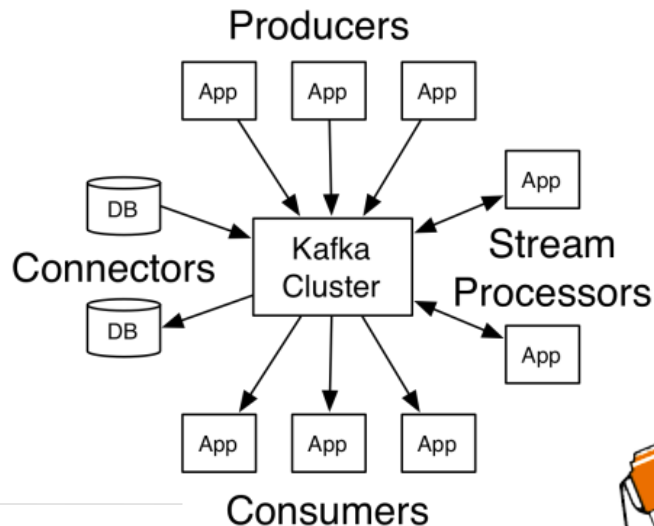 Producers
App
App
App
DB
App
Kafka
Cluster
Connectors
Stream
Processors
DB
App
App
App
App
Consumers